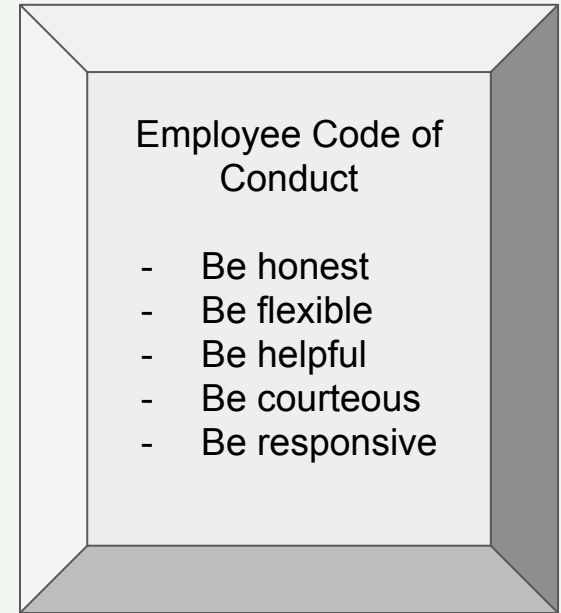 Employee Code of
Conduct
- Be honest
- Be flexible
- Be helpful
- Be courteous
- Be responsive